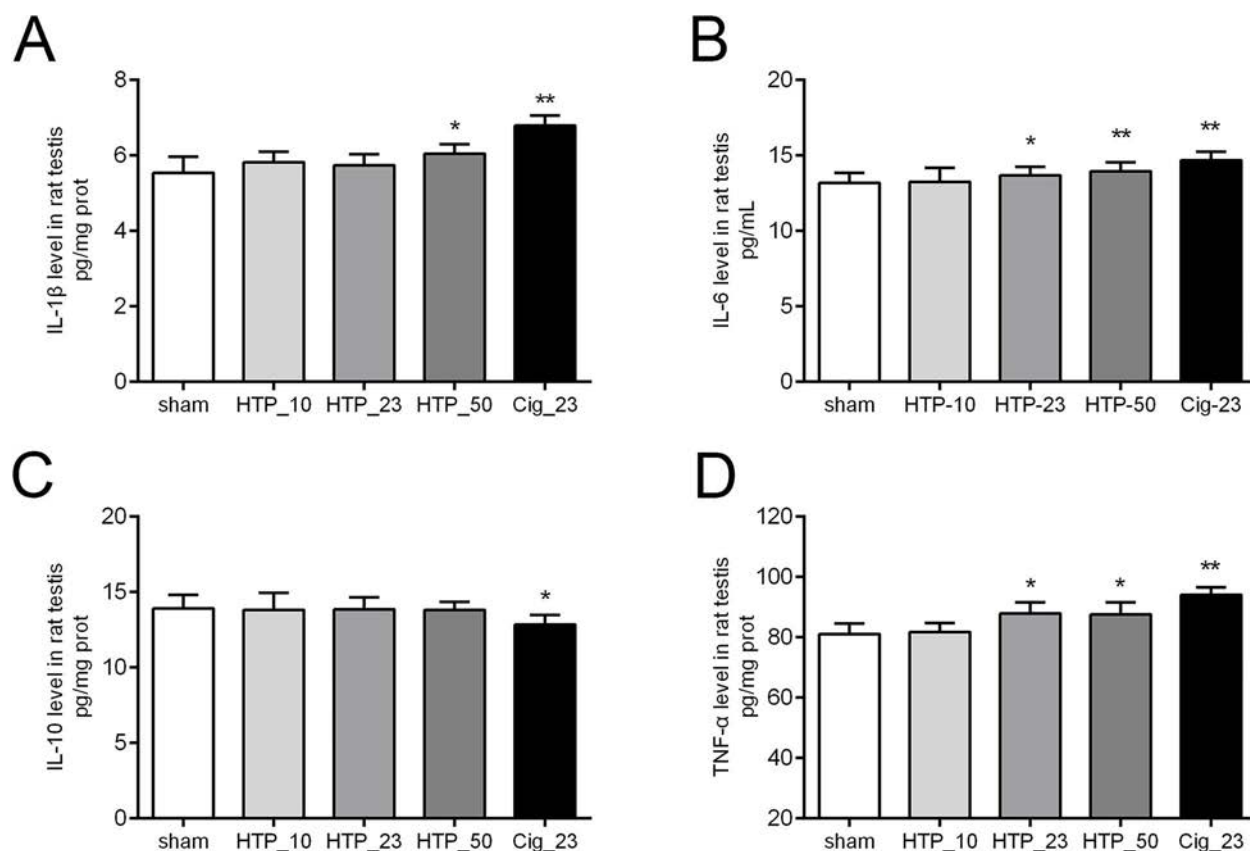 A
IL-1β level in rat testis
pg/mg prot
8
6
4
2
0
*
**
sham HTP_10 HTP_23 HTP_50 Cig_23
B
IL-6 level in rat testis
pg/mL
20
15
10
5
0
*
**
**
sham HTP-10 HTP-23 HTP-50 Cig-23
C
IL-10 level in rat testis
pg/mg prot
20
15
10
5
0
*
sham HTP_10 HTP_23 HTP_50 Cig_23
D
TNF-α level in rat testis
pg/mg prot
120
100
80
60
40
20
*
*
**
sham HTP_10 HTP_23 HTP_50 Cig_23